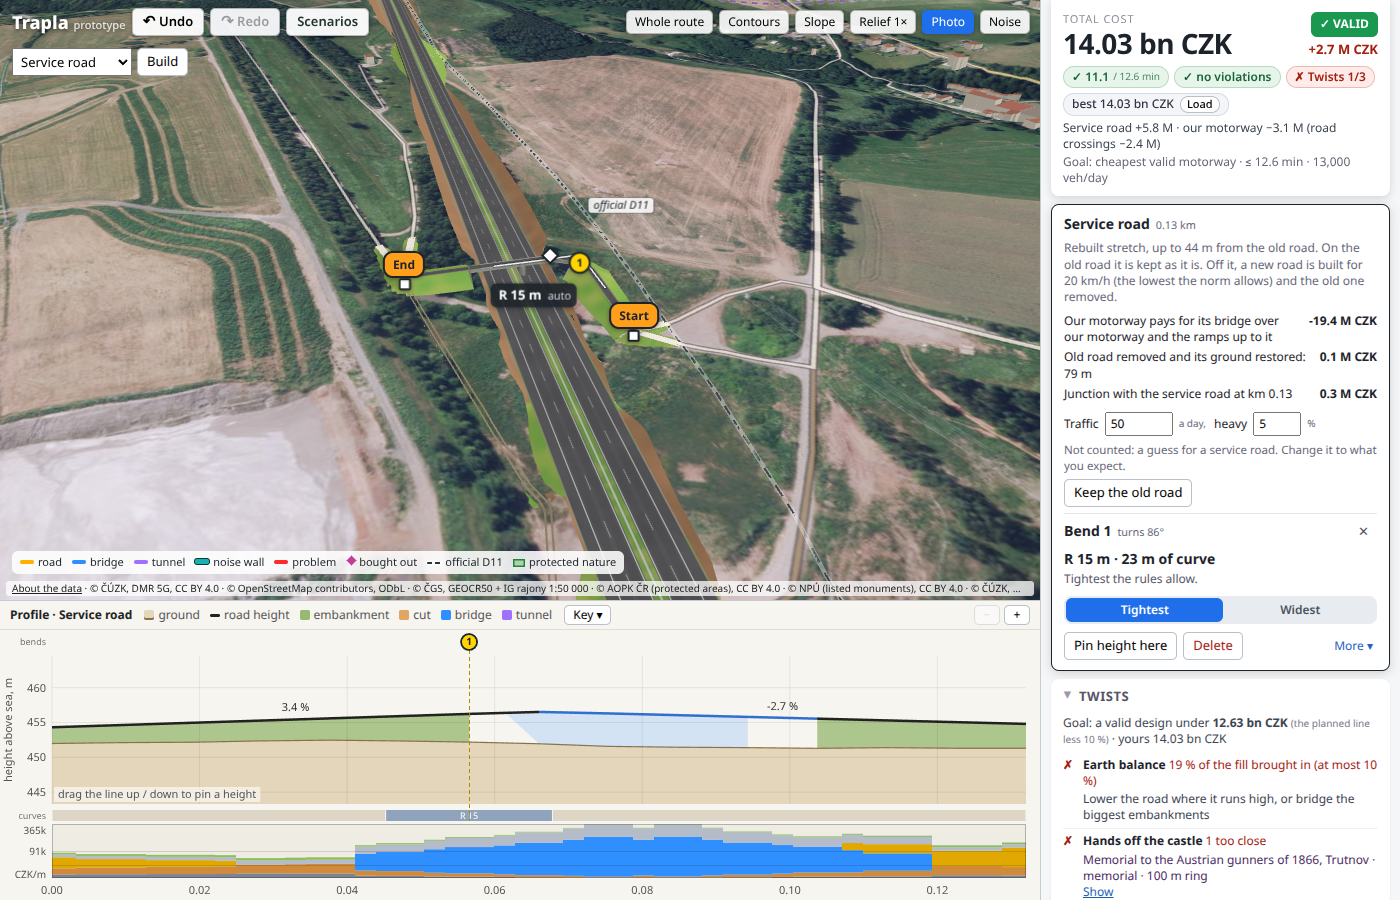 Trapla prototype
↶ Undo
↷ Redo
Scenarios
Whole route
Contours
Slope
Relief 1×
Photo
Noise
Service road
Build
official D11
End
1
R 15 m auto
Start
road
bridge
tunnel
noise wall
problem
bought out
official D11
protected nature
About the data · © ČÚZK, DMR 5G, CC BY 4.0 · © OpenStreetMap contributors, ODbL · © ČGS, GEOCR50 + IG rajony 1:50 000 · © AOPK ČR (protected areas), CC BY 4.0 · © NPÚ (listed monuments), CC BY 4.0 · © ČÚZK, ...
Profile · Service road
ground
road height
embankment
cut
bridge
tunnel
Key ▾
−
+
bends
1
height above sea, m
460
455
450
445
3.4 %
-2.7 %
drag the line up / down to pin a height
curves
R 15
365k
91k
CZK/m
0.00
0.02
0.04
0.06
0.08
0.10
0.12
TOTAL COST
✓ VALID
14.03 bn CZK
+2.7 M CZK
✓ 11.1 / 12.6 min
✓ no violations
✗ Twists 1/3
best 14.03 bn CZK
Load
Service road +5.8 M · our motorway −3.1 M (road
crossings −2.4 M)
Goal: cheapest valid motorway · ≤ 12.6 min · 13,000
veh/day
Service road 0.13 km
Rebuilt stretch, up to 44 m from the old road. On the
old road it is kept as it is. Off it, a new road is built for
20 km/h (the lowest the norm allows) and the old one
removed.
Our motorway pays for its bridge over
our motorway and the ramps up to it
-19.4 M CZK
Old road removed and its ground restored:
79 m
0.1 M CZK
Junction with the service road at km 0.13
0.3 M CZK
Traffic 50 a day, heavy 5 %
Not counted: a guess for a service road. Change it to what
you expect.
Keep the old road
Bend 1 turns 86°
✕
R 15 m · 23 m of curve
Tightest the rules allow.
Tightest
Widest
Pin height here
Delete
More ▾
▼ TWISTS
Goal: a valid design under 12.63 bn CZK (the planned line
less 10 %) · yours 14.03 bn CZK
✗ Earth balance 19 % of the fill brought in (at most 10
%)
Lower the road where it runs high, or bridge the
biggest embankments
✗ Hands off the castle 1 too close
Memorial to the Austrian gunners of 1866, Trutnov ·
memorial · 100 m ring
Show